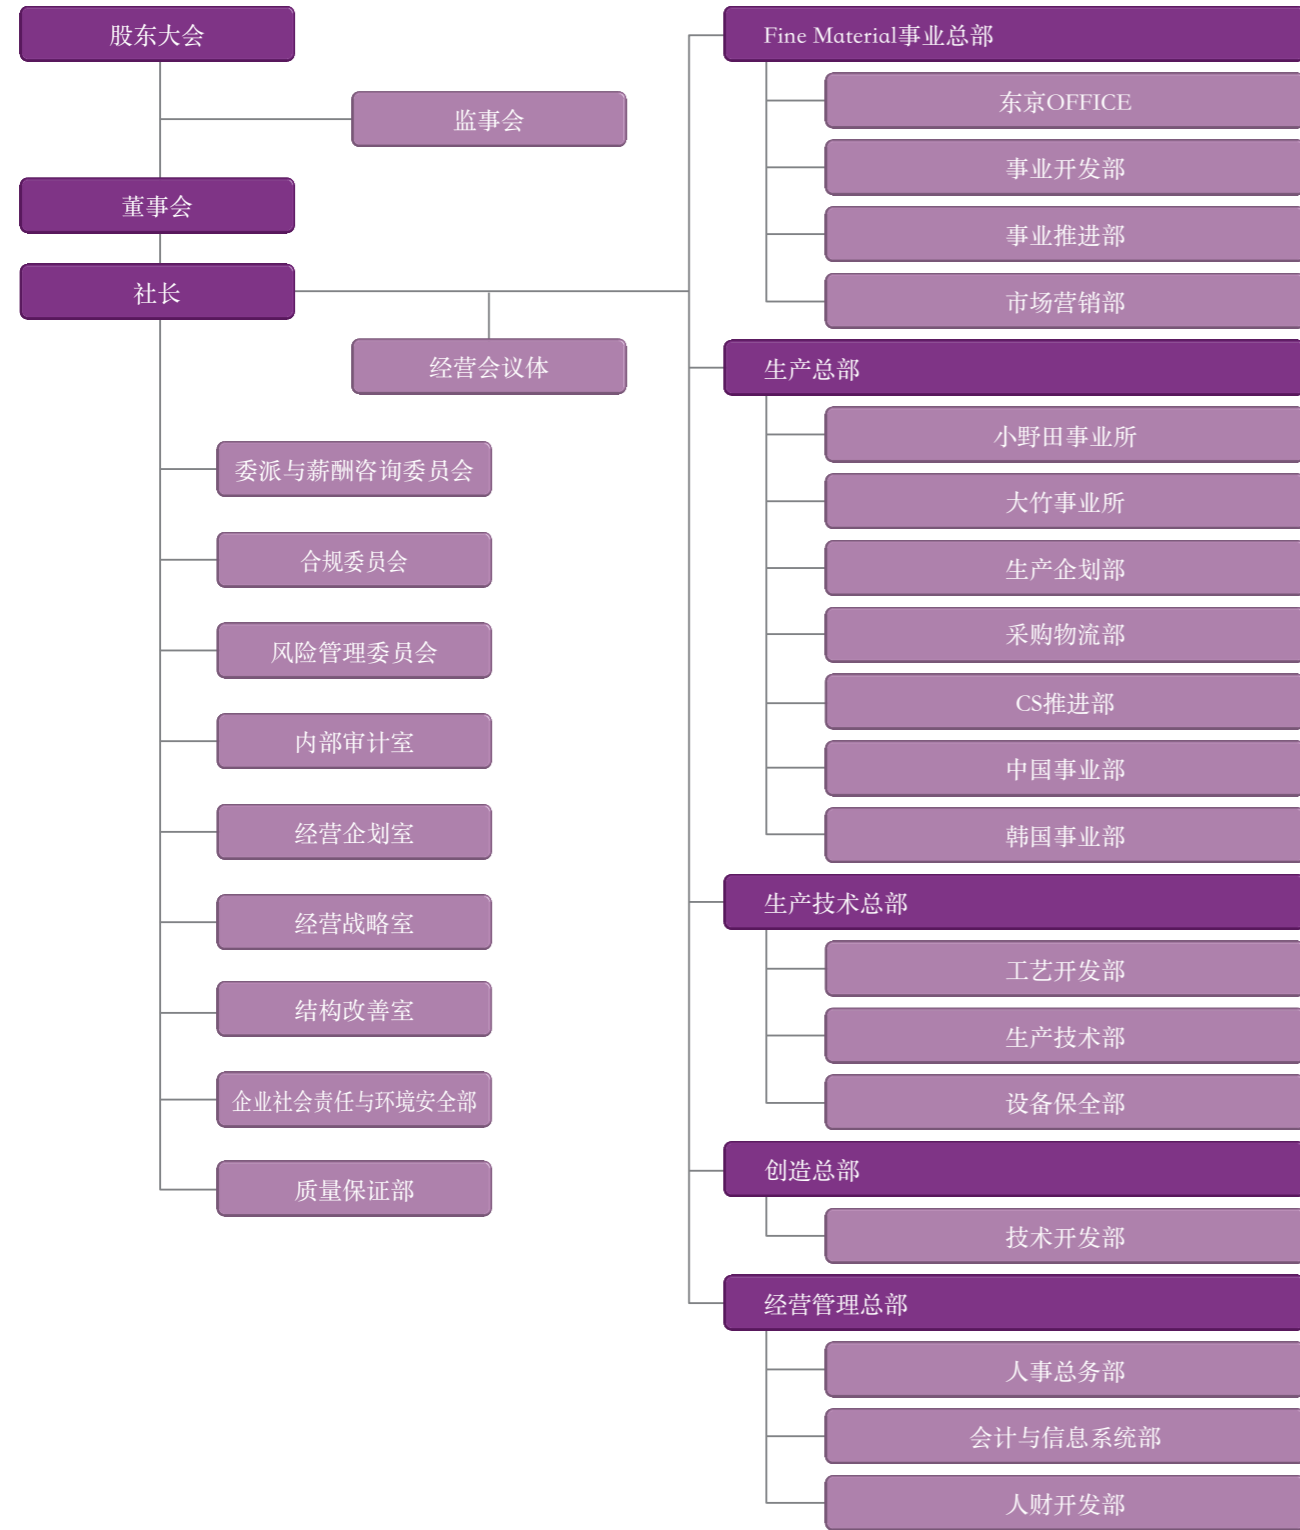 股东大会
监事会
董事会
社长
经营会议体
委派与薪酬咨询委员会
合规委员会
风险管理委员会
内部审计室
经营企划室
经营战略室
结构改善室
企业社会责任与环境安全部
质量保证部
Fine Material事业总部
东京OFFICE
事业开发部
事业推进部
市场营销部
生产总部
小野田事业所
大竹事业所
生产企划部
采购物流部
CS推进部
中国事业部
韩国事业部
生产技术总部
工艺开发部
生产技术部
设备保全部
创造总部
技术开发部
经营管理总部
人事总务部
会计与信息系统部
人财开发部